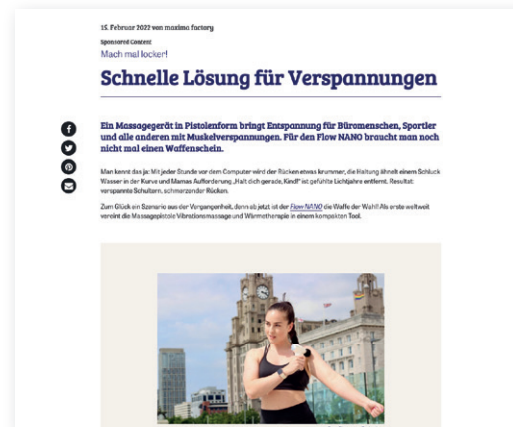 15. Februar 2022 von maximo factory
Sponsored Content
Mach mal locker!
Schnelle Lösung für Verspannungen
Ein Massagegerät in Pistolenform bringt Entspannung für Büromenschen, Sportler
und alle anderen mit Muskelverspannungen. Für den Flow NANO braucht man noch
nicht mal einen Waffenschein.
Man kennt das ja: Mit jeder Stunde vor dem Computer wird der Rücken etwas krummer, die Haltung ähnelt einem Schluck
Wasser in der Kurve und Mamas Aufforderung „Halt dich gerade, Kind!" ist gefühlte Lichtjahre entfernt. Resultat:
verspannte Schultern, schmerzender Rücken.
Zum Glück ein Szenario aus der Vergangenheit, denn ab jetzt ist der Flow NANO die Waffe der Wahl! Als erste weltweit
vereint die Massagepistole Vibrationsmassage und Wärmetherapie in einem kompakten Tool.